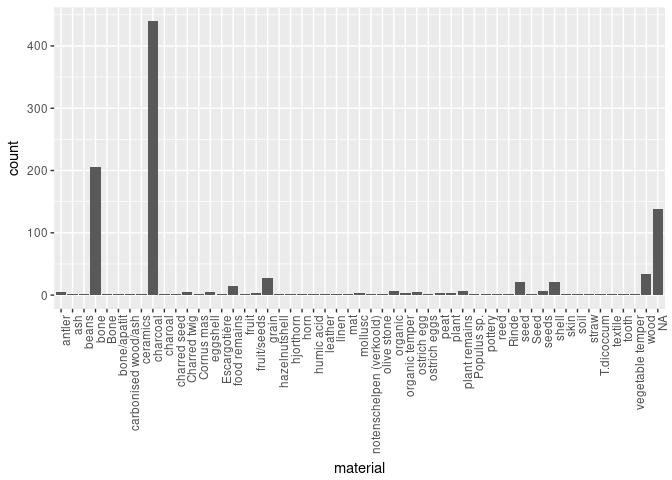 400
300
200
100
0
count
antler
ash
beans
bone
Bone
bone/apatit
carbonised wood/ash
ceramics
charcoal
charoal
charred seed
Charred twig
Cornus mas
eggshell
Escargotière
food remains
fruit
fruit/seeds
grain
hazelnutshell
hjorthorn
horn
humic acid
leather
linen
mat
mollusc
notenschelpen (verkoold)
olive stone
organic
organic temper
ostrich egg
ostrich eggs
peat
plant
plant remains
Populus sp.
pottery
reed
Rinde
seed
Seed
seeds
shell
skin
soil
straw
T.dicoccum
textile
tooth
vegetable temper
wood
NA
material